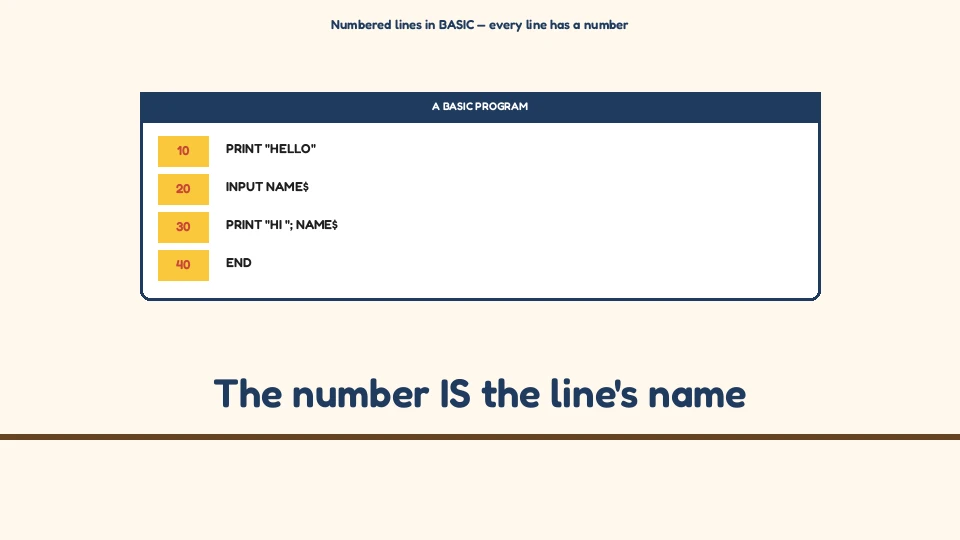 Numbered lines in BASIC — every line has a number
A BASIC PROGRAM
10 PRINT "HELLO"
20 INPUT NAME$
30 PRINT "HI "; NAME$
40 END
The number IS the line's name